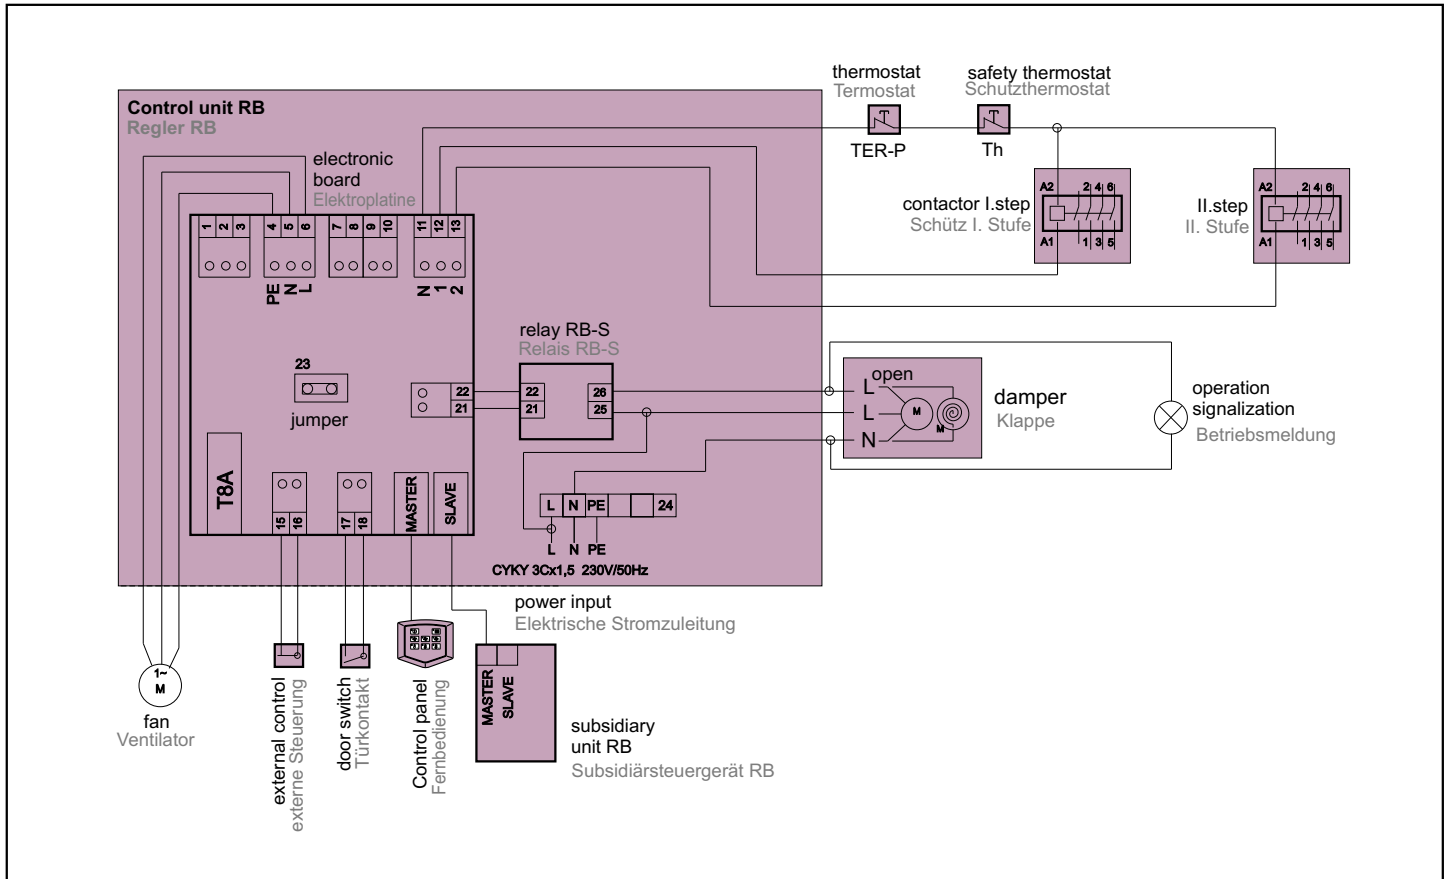 thermostat
Termostat
safety thermostat
Schutzthermostat
Control unit RB
Regler RB
TER-P
Th
electronic
board
Elektroplatine
1 2 3
4 5 6
7 8 9 10
11 12 13
PE N L
N 1 2
A2 2 4 6
contactor I.step
Schütz I. Stufe
A1 1 3 5
A2 2 4 6
II.step
II. Stufe
A1 1 3 5
relay RB-S
Relais RB-S
23
jumper
22 22 26
21 21 25
open
L
L
N
M
M
damper
Klappe
operation
signalization
Betriebsmeldung
T8A
15 16
17 18
MASTER
SLAVE
L N PE 24
L N PE
CYKY 3Cx1,5 230V/50Hz
power input
Elektrische Stromzuleitung
1~
M
fan
Ventilator
external control
externe Steuerung
door switch
Türkontakt
Control panel
Fernbedienung
MASTER
SLAVE
subsidiary
unit RB
Subsidiärsteuergerät RB